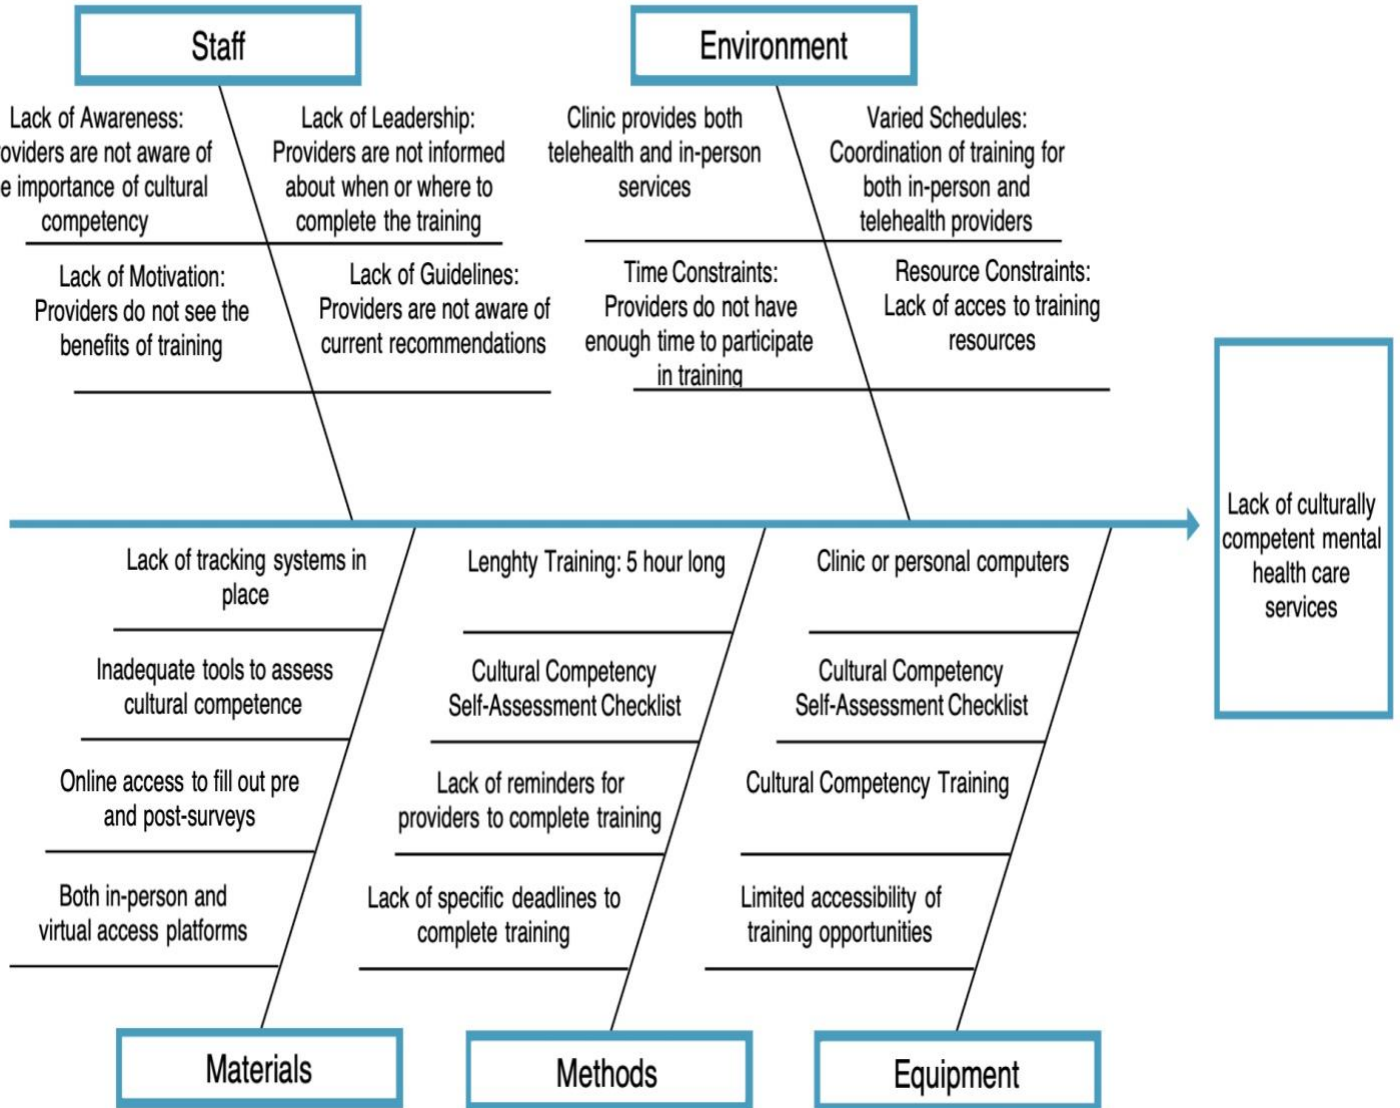 Staff
Environment
Lack of Awareness:
roviders are not aware of
e importance of cultural
competency
Lack of Leadership:
Providers are not informed
about when or where to
complete the training
Clinic provides both
telehealth and in-person
services
Varied Schedules:
Coordination of training for
both in-person and
telehealth providers
Lack of Motivation:
Providers do not see the
benefits of training
Lack of Guidelines:
Providers are not aware of
current recommendations
Time Constraints:
Providers do not have
enough time to participate
in training
Resource Constraints:
Lack of acces to training
resources
Lack of culturally
competent mental
health care
services
Lack of tracking systems in
place
Inadequate tools to assess
cultural competence
Online access to fill out pre
and post-surveys
Both in-person and
virtual access platforms
Lenghty Training: 5 hour long
Cultural Competency
Self-Assessment Checklist
Lack of reminders for
providers to complete training
Lack of specific deadlines to
complete training
Clinic or personal computers
Cultural Competency
Self-Assessment Checklist
Cultural Competency Training
Limited accessibility of
training opportunities
Materials
Methods
Equipment